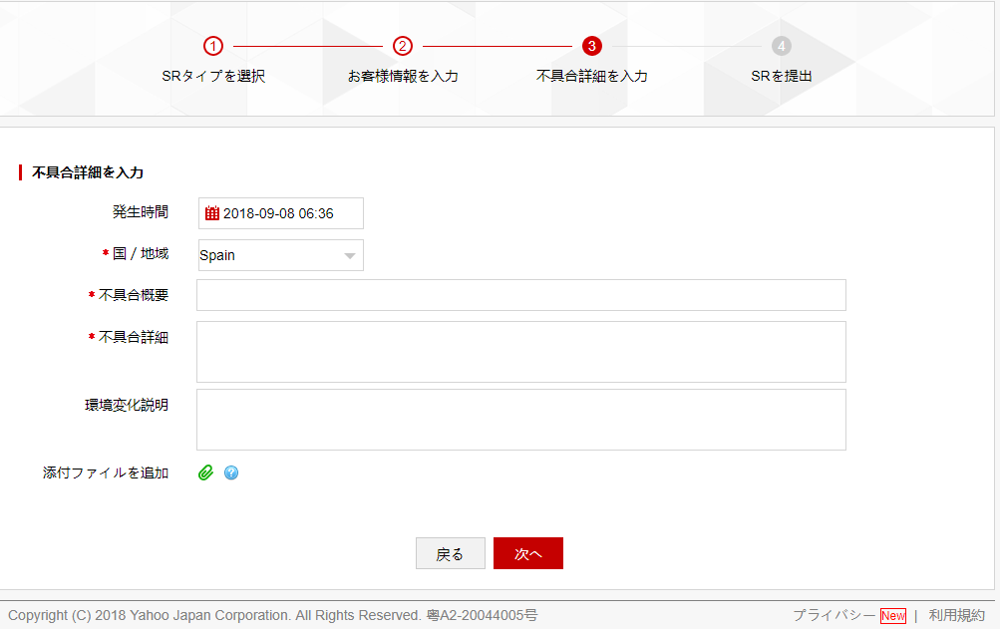 1 2 3 4
SRタイプを選択 お客様情報を入力 不具合詳細を入力 SRを提出
不具合詳細を入力
発生時間 2018-09-08 06:36
* 国 / 地域 Spain
* 不具合概要
* 不具合詳細
環境変化説明
添付ファイルを追加 ?
戻る 次へ
Copyright (C) 2018 Yahoo Japan Corporation. All Rights Reserved. 粤A2-20044005号 プライバシー New | 利用規約